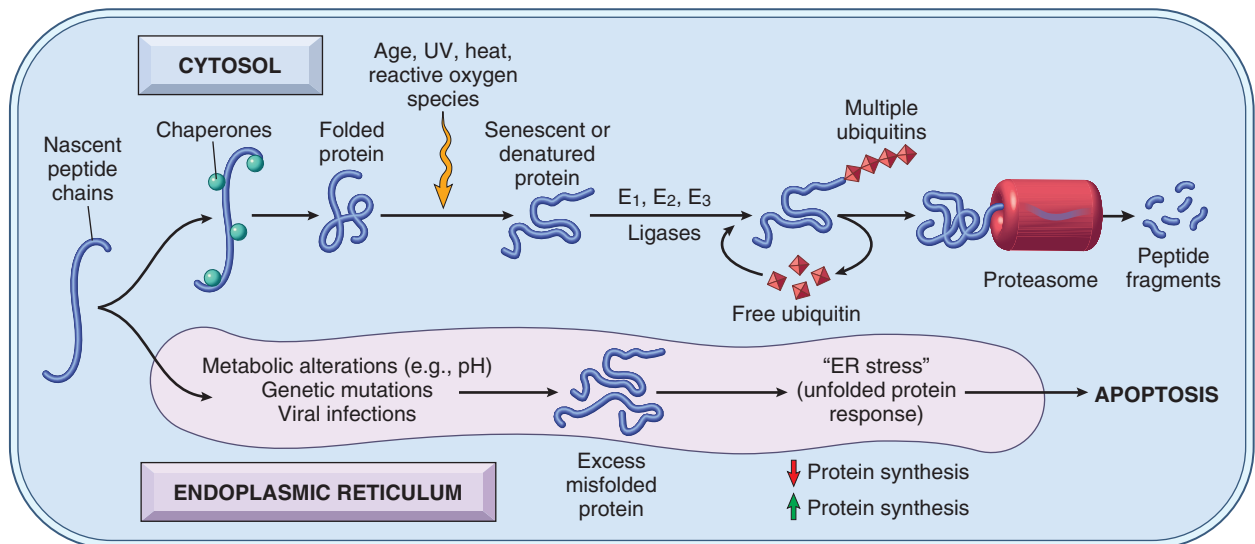 CYTOSOL
Age, UV, heat,
reactive oxygen
species
Nascent
peptide
chains
Chaperones
Folded
protein
Senescent or
denatured
protein
E1, E2, E3
Ligases
Multiple
ubiquitins
Free ubiquitin
Proteasome
Peptide
fragments
Metabolic alterations (e.g., pH)
Genetic mutations
Viral infections
Excess
misfolded
protein
“ER stress”
(unfolded protein
response)
APOPTOSIS
ENDOPLASMIC RETICULUM
Protein synthesis
Protein synthesis